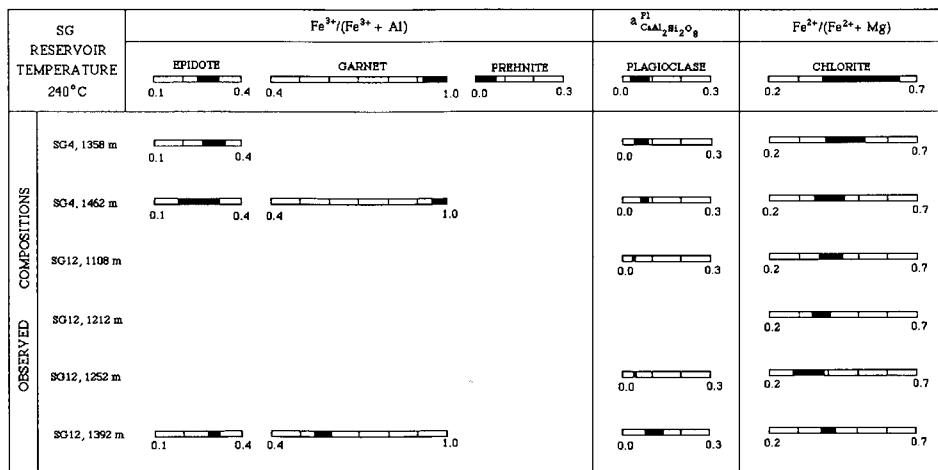 SG
RESERVOIR
TEMPERATURE
240°C
Fe³⁺/(Fe³⁺ + Al)
a Pl CaAl₂Si₂O₈
Fe²⁺/(Fe²⁺ + Mg)
EPIDOTE GARNET PREHNITE PLAGIOCLASE CHLORITE
0.1 0.4 0.4 1.0 0.0 0.3 0.0 0.3 0.2 0.7
OBSERVED COMPOSITIONS
SG4, 1358 m
0.1 0.4 0.0 0.3 0.2 0.7
SG4, 1462 m
0.1 0.4 0.4 1.0 0.0 0.3 0.2 0.7
SG12, 1108 m
0.0 0.3 0.2 0.7
SG12, 1212 m
0.2 0.7
SG12, 1252 m
0.0 0.3 0.2 0.7
SG12, 1392 m
0.1 0.4 0.4 1.0 0.0 0.3 0.2 0.7